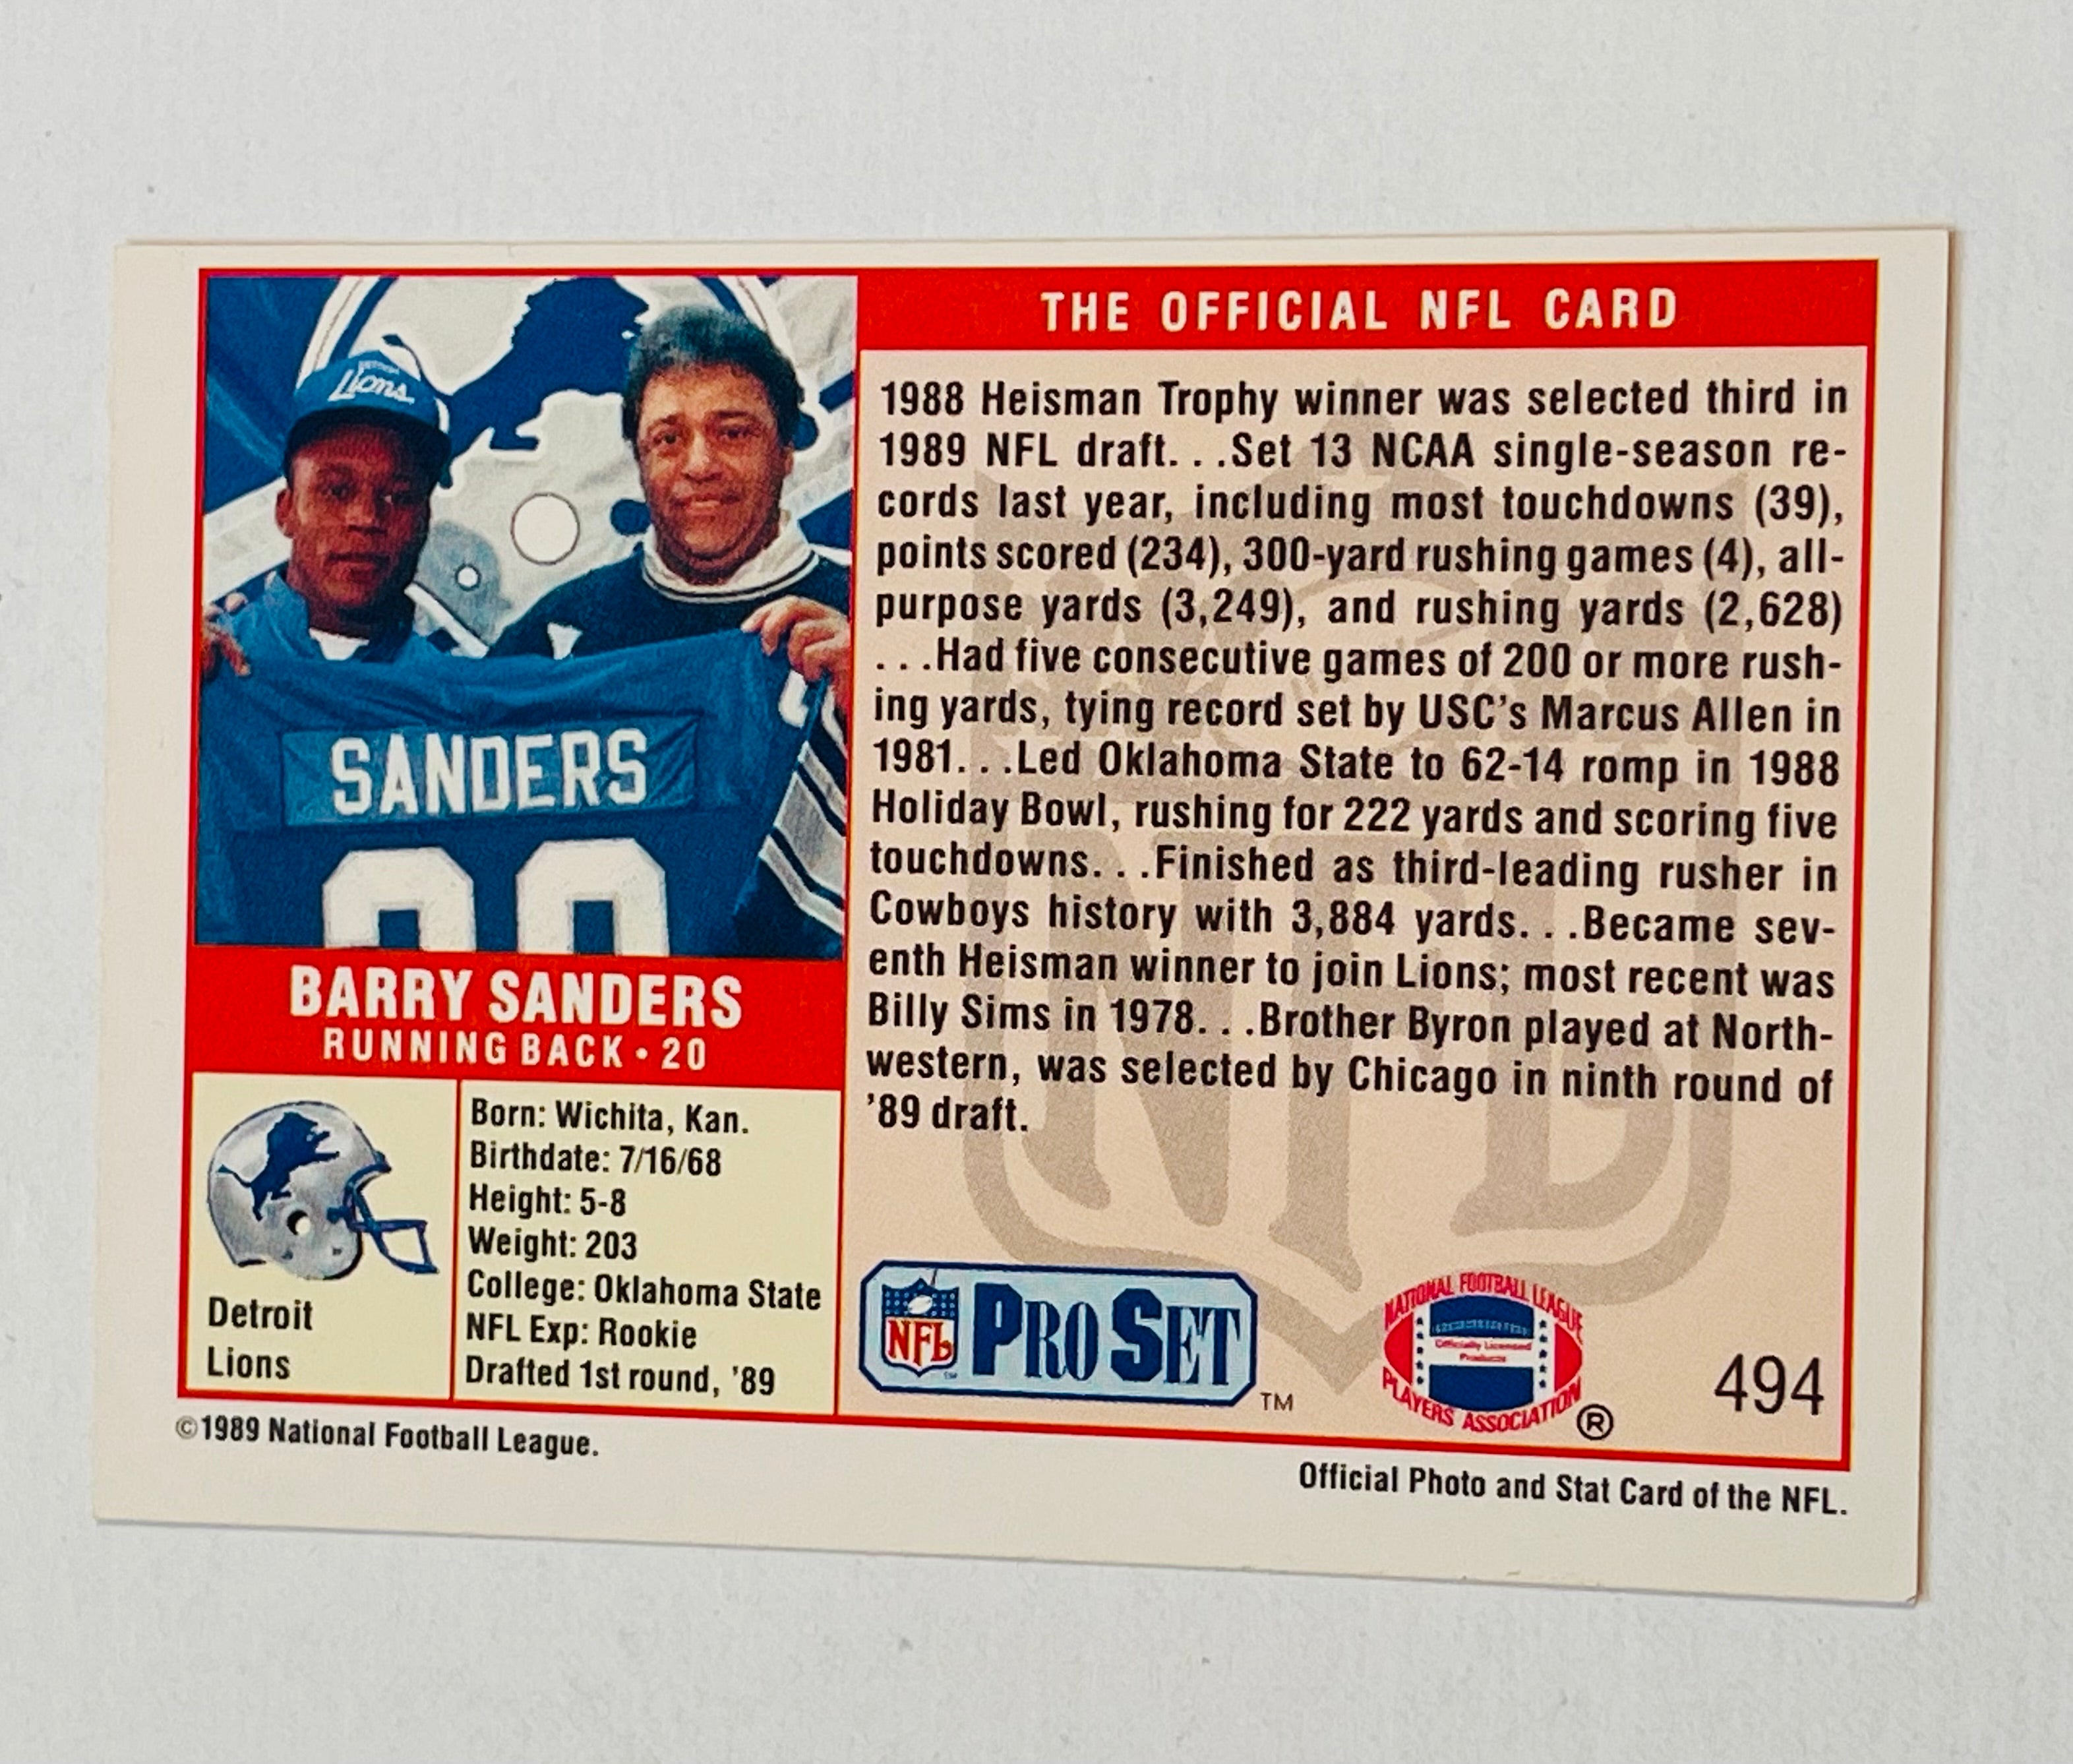 Lions
SANDERS
BARRY SANDERS
RUNNING BACK • 20
Detroit
Lions
Born: Wichita, Kan.
Birthdate: 7/16/68
Height: 5-8
Weight: 203
College: Oklahoma State
NFL Exp: Rookie
Drafted 1st round, '89
THE OFFICIAL NFL CARD
1988 Heisman Trophy winner was selected third in
1989 NFL draft. . .Set 13 NCAA single-season re-
cords last year, including most touchdowns (39),
points scored (234), 300-yard rushing games (4), all-
purpose yards (3,249), and rushing yards (2,628)
. . .Had five consecutive games of 200 or more rush-
ing yards, tying record set by USC's Marcus Allen in
1981. . .Led Oklahoma State to 62-14 romp in 1988
Holiday Bowl, rushing for 222 yards and scoring five
touchdowns. . .Finished as third-leading rusher in
Cowboys history with 3,884 yards. . .Became sev-
enth Heisman winner to join Lions; most recent was
Billy Sims in 1978. . .Brother Byron played at North-
western, was selected by Chicago in ninth round of
'89 draft.
NFL
NFL PRO SET TM
NATIONAL FOOTBALL LEAGUE
Officially Licensed
Products
PLAYERS ASSOCIATION ®
494
©1989 National Football League.
Official Photo and Stat Card of the NFL.